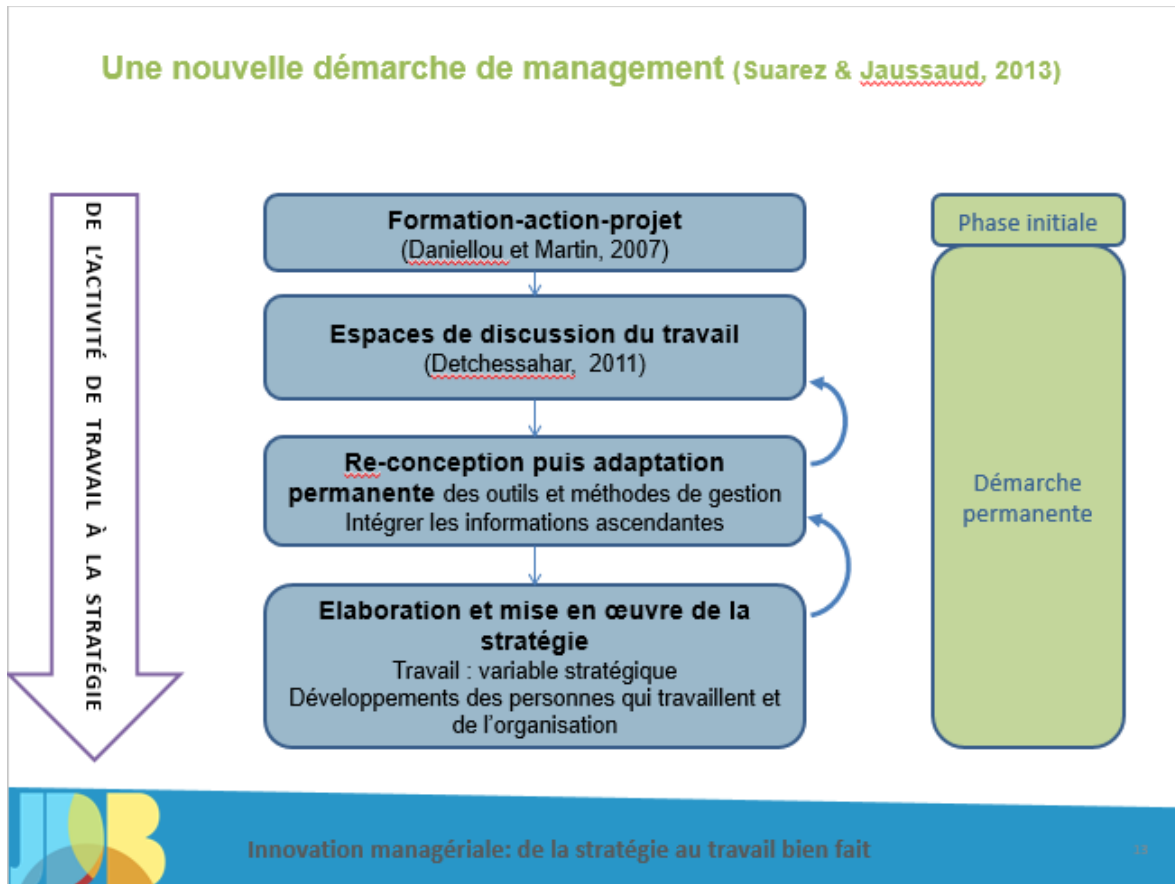 Une nouvelle démarche de management (Suarez & Jaussaud, 2013)
DE L'ACTIVITÉ DE TRAVAIL À LA STRATÉGIE
Formation-action-projet
(Daniellou et Martin, 2007)
Espaces de discussion du travail
(Detchessahar, 2011)
Re-conception puis adaptation
permanente des outils et méthodes de gestion
Intégrer les informations ascendantes
Elaboration et mise en œuvre de la
stratégie
Travail : variable stratégique
Développements des personnes qui travaillent et
de l'organisation
Phase initiale
Démarche
permanente
JDB
Innovation managériale: de la stratégie au travail bien fait